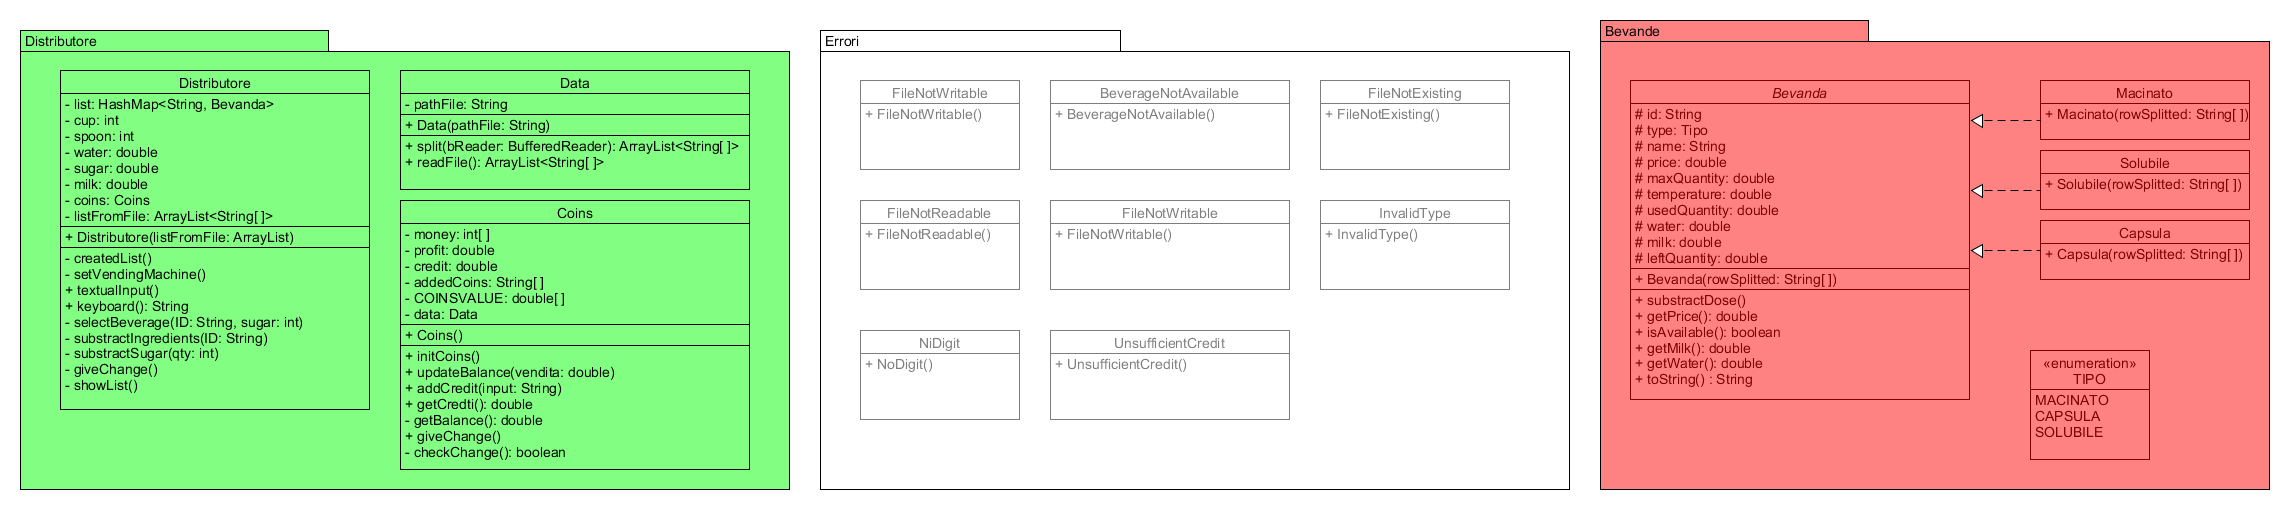 Distributore
Distributore
- list: HashMap<String, Bevanda>
- cup: int
- spoon: int
- water: double
- sugar: double
- milk: double
- coins: Coins
- listFromFile: ArrayList<String[ ]>
+ Distributore(listFromFile: ArrayList)
- createdList()
- setVendingMachine()
+ textualInput()
+ keyboard(): String
- selectBeverage(ID: String, sugar: int)
- substractIngredients(ID: String)
- substractSugar(qty: int)
- giveChange()
- showList()
Data
- pathFile: String
+ Data(pathFile: String)
+ split(bReader: BufferedReader): ArrayList<String[ ]>
+ readFile(): ArrayList<String[ ]>
Coins
- money: int[ ]
- profit: double
- credit: double
- addedCoins: String[ ]
- COINSVALUE: double[ ]
- data: Data
+ Coins()
+ initCoins()
+ updateBalance(vendita: double)
+ addCredit(input: String)
+ getCredti(): double
- getBalance(): double
+ giveChange()
- checkChange(): boolean
Errori
FileNotWritable
+ FileNotWritable()
BeverageNotAvailable
+ BeverageNotAvailable()
FileNotExisting
+ FileNotExisting()
FileNotReadable
+ FileNotReadable()
FileNotWritable
+ FileNotWritable()
InvalidType
+ InvalidType()
NiDigit
+ NoDigit()
UnsufficientCredit
+ UnsufficientCredit()
Bevande
Bevanda
# id: String
# type: Tipo
# name: String
# price: double
# maxQuantity: double
# temperature: double
# usedQuantity: double
# water: double
# milk: double
# leftQuantity: double
+ Bevanda(rowSplitted: String[ ])
+ substractDose()
+ getPrice(): double
+ isAvailable(): boolean
+ getMilk(): double
+ getWater(): double
+ toString() : String
Macinato
+ Macinato(rowSplitted: String[ ])
Solubile
+ Solubile(rowSplitted: String[ ])
Capsula
+ Capsula(rowSplitted: String[ ])
«enumeration»
TIPO
MACINATO
CAPSULA
SOLUBILE